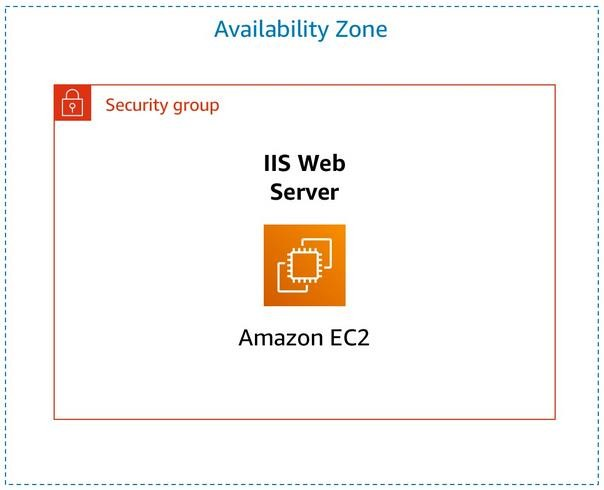 Availability Zone
Security group
IIS Web
Server
Amazon EC2